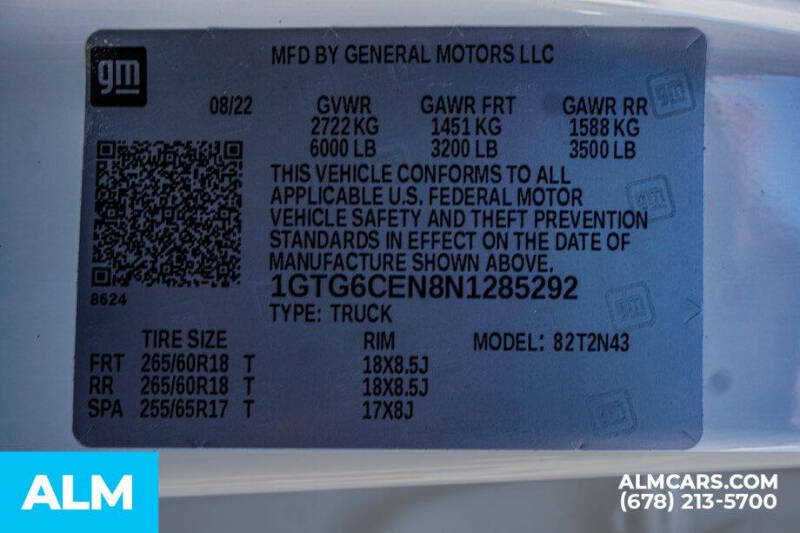 gm
MFD BY GENERAL MOTORS LLC
08/22 GVWR GAWR FRT GAWR RR
2722 KG 1451 KG 1588 KG
6000 LB 3200 LB 3500 LB
THIS VEHICLE CONFORMS TO ALL
APPLICABLE U.S. FEDERAL MOTOR
VEHICLE SAFETY AND THEFT PREVENTION
STANDARDS IN EFFECT ON THE DATE OF
MANUFACTURE SHOWN ABOVE.
8624
1GTG6CEN8N1285292
TYPE: TRUCK
TIRE SIZE RIM MODEL: 82T2N43
FRT 265/60R18 T 18X8.5J
RR 265/60R18 T 18X8.5J
SPA 255/65R17 T 17X8J
ALM
ALMCARS.COM
(678) 213-5700